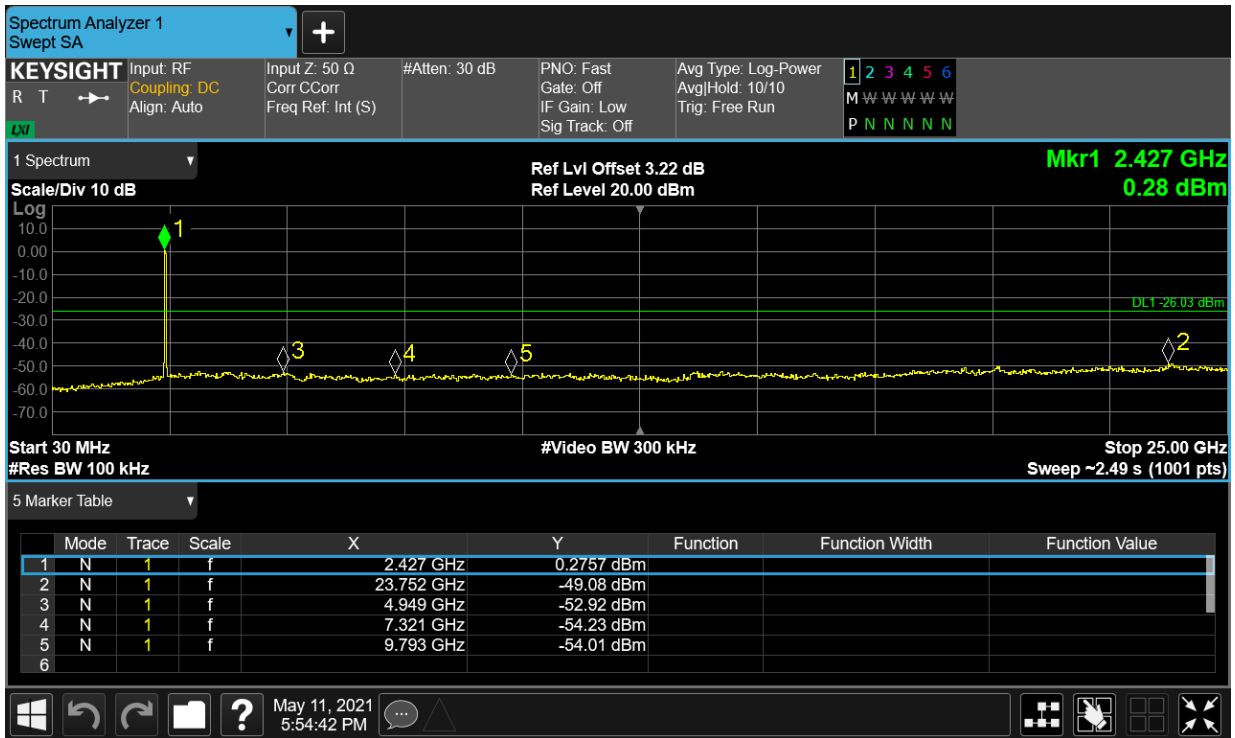 Spectrum Analyzer 1
Swept SA
KEYSIGHT
R T
LXI
Input: RF
Coupling: DC
Align: Auto
Input Z: 50 Ω
Corr CCorr
Freq Ref: Int (S)
#Atten: 30 dB
PNO: Fast
Gate: Off
IF Gain: Low
Sig Track: Off
Avg Type: Log-Power
Avg|Hold: 10/10
Trig: Free Run
1 2 3 4 5 6
M W W W W W
P N N N N N
1 Spectrum
Scale/Div 10 dB
Ref Lvl Offset 3.22 dB
Ref Level 20.00 dBm
Mkr1 2.427 GHz
0.28 dBm
Log
10.0
0.00
-10.0
-20.0
-30.0
-40.0
-50.0
-60.0
-70.0
1
DL1 -26.03 dBm
3
4
5
2
Start 30 MHz
#Video BW 300 kHz
Stop 25.00 GHz
#Res BW 100 kHz
Sweep ~2.49 s (1001 pts)
5 Marker Table
Mode Trace Scale X Y Function Function Width Function Value
1 N 1 f 2.427 GHz 0.2757 dBm
2 N 1 f 23.752 GHz -49.08 dBm
3 N 1 f 4.949 GHz -52.92 dBm
4 N 1 f 7.321 GHz -54.23 dBm
5 N 1 f 9.793 GHz -54.01 dBm
6
?
May 11, 2021
5:54:42 PM